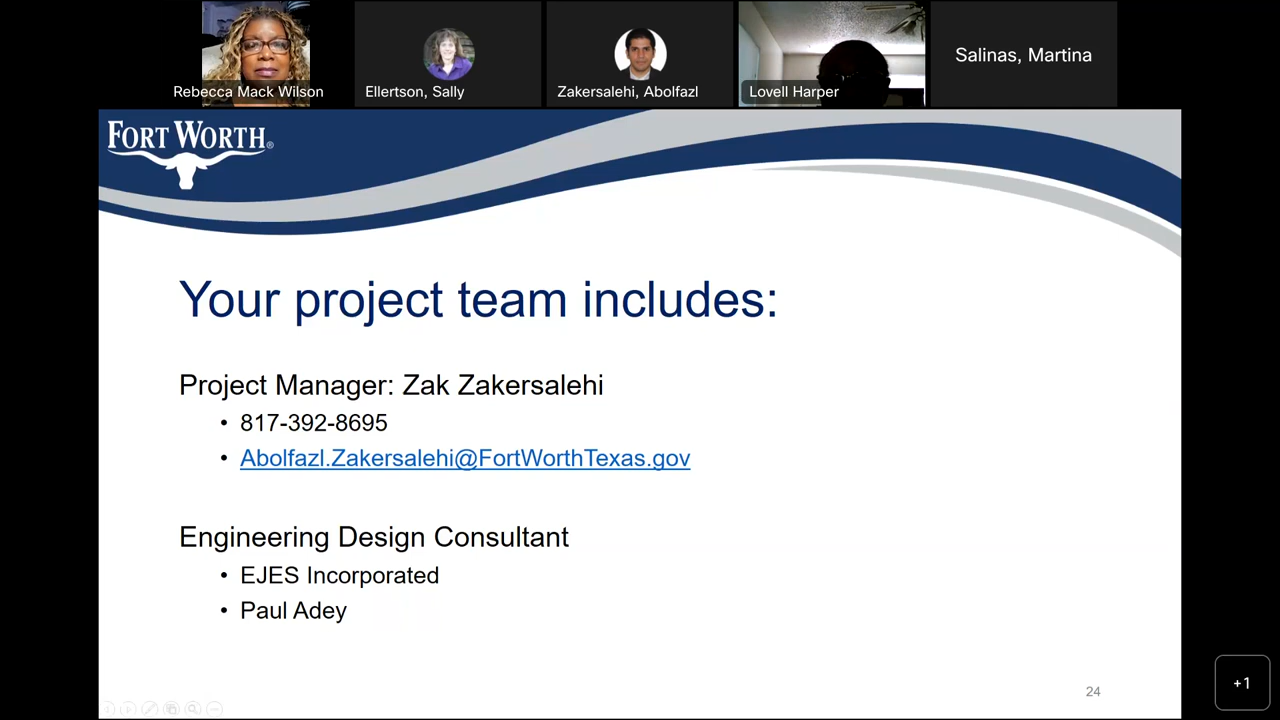 Rebecca Mack Wilson
Ellertson, Sally
Zakersalehi, Abolfazl
Lovell Harper
Salinas, Martina
FORT WORTH®
Your project team includes:
Project Manager: Zak Zakersalehi
• 817-392-8695
• Abolfazl.Zakersalehi@FortWorthTexas.gov
Engineering Design Consultant
• EJES Incorporated
• Paul Adey
24
+1